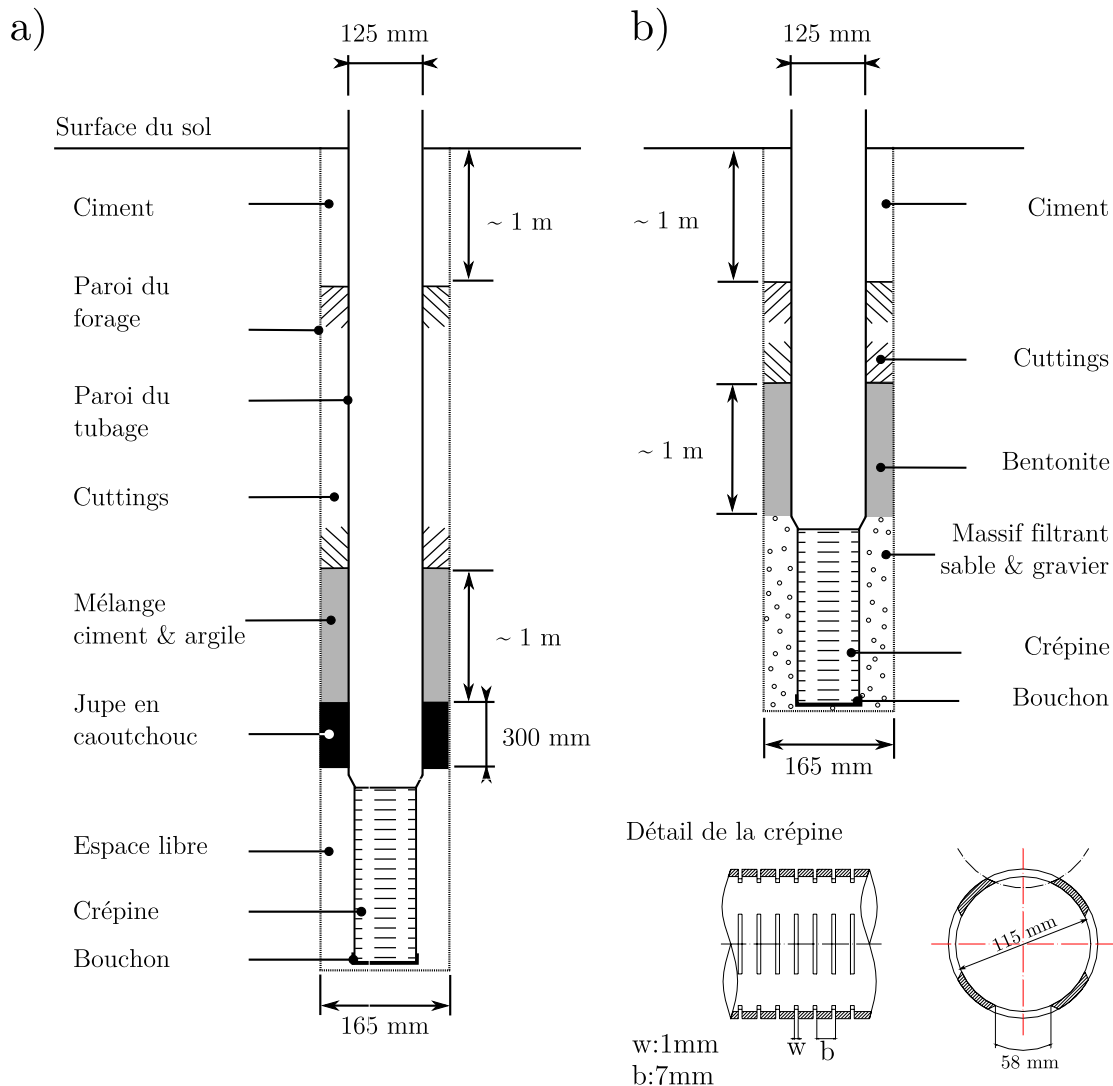 a)
125 mm
Surface du sol
Ciment
~ 1 m
Paroi du
forage
Paroi du
tubage
Cuttings
Mélange
ciment & argile
~ 1 m
Jupe en
caoutchouc
300 mm
Espace libre
Crépine
Bouchon
165 mm
b)
125 mm
~ 1 m
Ciment
Cuttings
~ 1 m
Bentonite
Massif filtrant
sable & gravier
Crépine
Bouchon
165 mm
Détail de la crépine
w
b
w:1mm
b:7mm
115 mm
58 mm